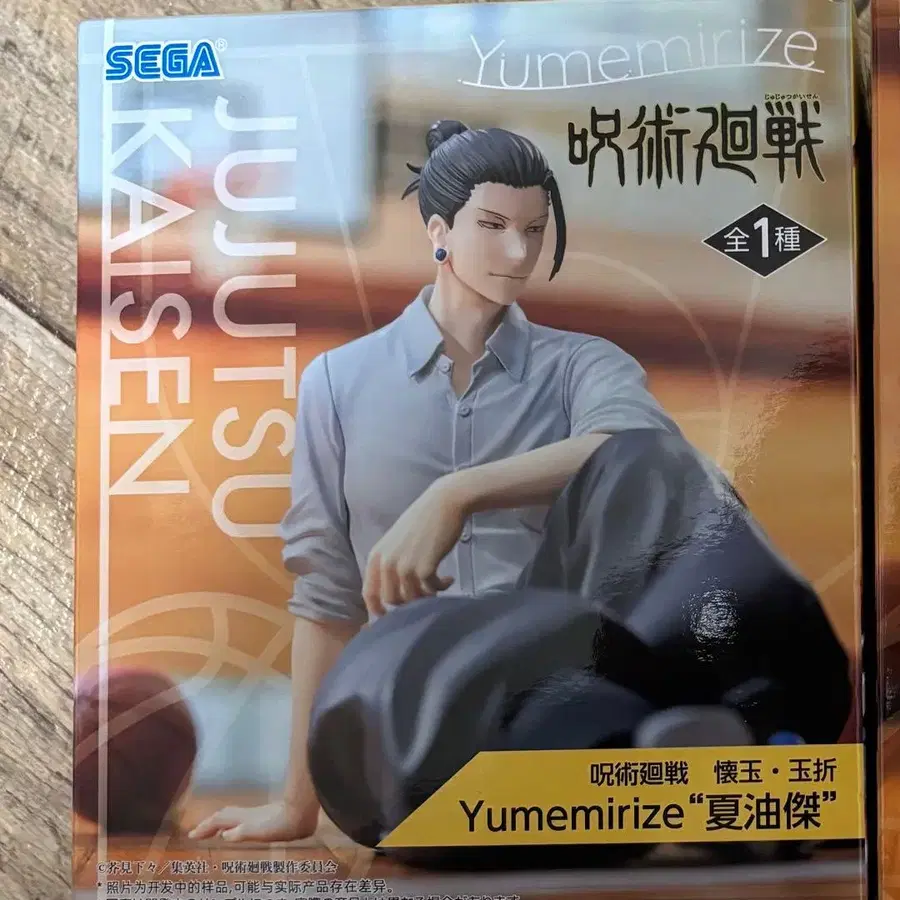 SEGA®
Yumemirize
じゅじゅつかいせん
呪術廻戦
全1種
JUJUTSU
KAISEN
呪術廻戦 懐玉・玉折
Yumemirize“夏油傑”
©芥見下々／集英社・呪術廻戦製作委員会
* 照片为开发中的样品,可能与实际产品存在差异。